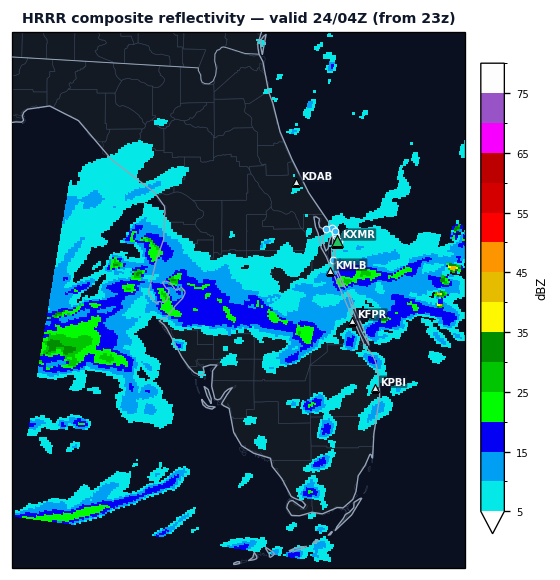 HRRR composite reflectivity — valid 24/04Z (from 23z)
KDAB
KXMR
KMLB
KFPR
KPBI
75
65
55
45
35
25
15
5
dBZ